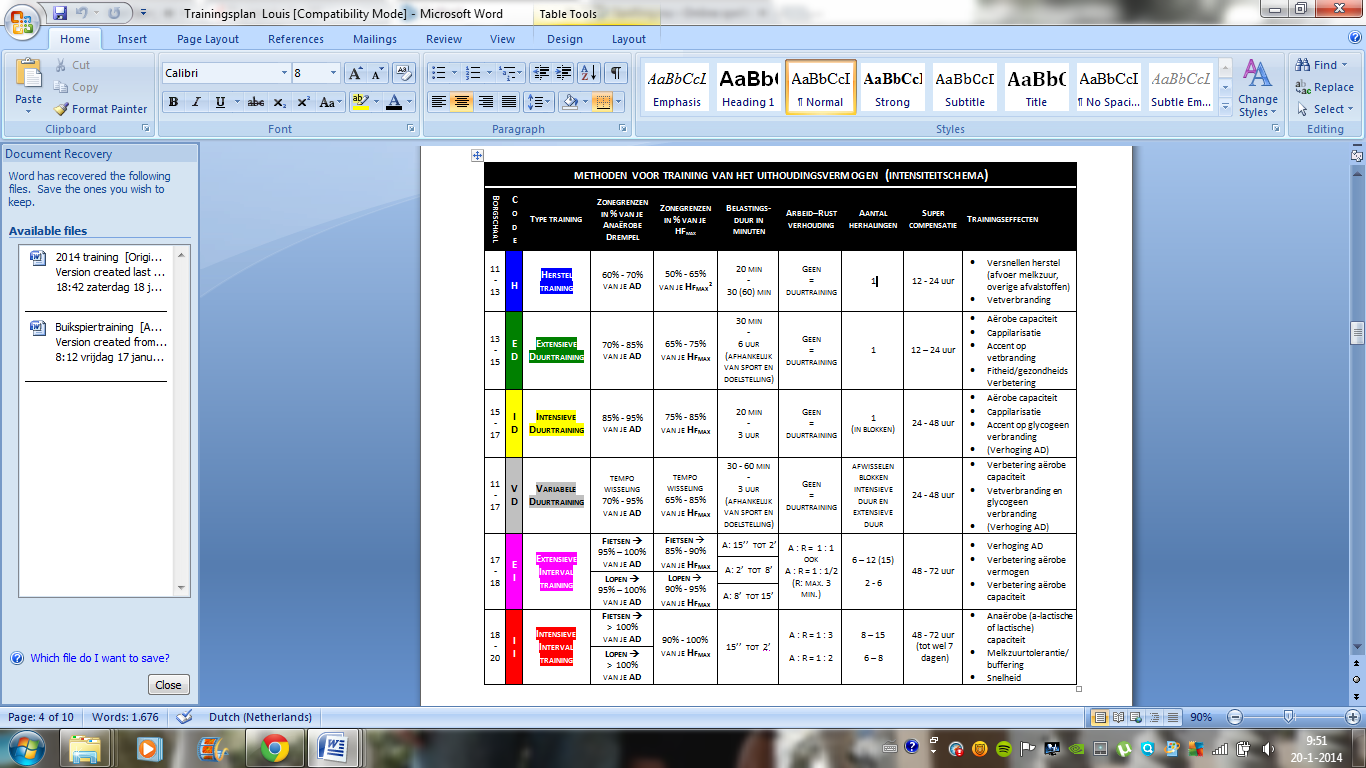 Trainingsplan Louis [Compatibility Mode] - Microsoft Word
Table Tools
Home Insert Page Layout References Mailings Review View Design Layout
Paste
Cut
Copy
Format Painter
Clipboard
Calibri 8
Font
Paragraph
AaBbCcI AaBbC AaBbCcI AaBbCcI AaBbCcI AaBbC AaBbCcI AaBbCcI
Emphasis Heading 1 ¶ Normal Strong Subtitle Title ¶ No Spaci... Subtle Em...
Change
Styles
Styles
Find
Replace
Select
Editing
Document Recovery
Word has recovered the following
files. Save the ones you wish to
keep.
Available files
2014 training [Origi...
Version created last ...
18:42 zaterdag 18 j...
Buikspiertraining [A...
Version created from...
8:12 vrijdag 17 janu...
Which file do I want to save?
Close
METHODEN VOOR TRAINING VAN HET UITHOUDINGSVERMOGEN (INTENSITEITSCHEMA)
BORGSCHAAL
CODE
TYPE TRAINING
ZONEGRENZEN
IN % VAN JE
ANAËROBE
DREMPEL
ZONEGRENZEN
IN % VAN JE
HFMAX
BELASTINGS-
DUUR IN
MINUTEN
ARBEID–RUST
VERHOUDING
AANTAL
HERHALINGEN
SUPER
COMPENSATIE
TRAININGSEFFECTEN
11
-
13
H
HERSTEL
TRAINING
60% - 70%
VAN JE AD
50% - 65%
VAN JE HFMAX²
20 MIN
-
30 (60) MIN
GEEN
=
DUURTRAINING
1
12 - 24 uur
• Versnellen herstel
(afvoer melkzuur,
overige afvalstoffen)
• Vetverbranding
13
-
15
E
D
EXTENSIEVE
DUURTRAINING
70% - 85%
VAN JE AD
65% - 75%
VAN JE HFMAX
30 MIN
-
6 UUR
(AFHANKELIJK
VAN SPORT EN
DOELSTELLING)
GEEN
=
DUURTRAINING
1
12 – 24 uur
• Aërobe capaciteit
• Cappilarisatie
• Accent op
vetbranding
• Fitheid/gezondheids
Verbetering
15
-
17
I
D
INTENSIEVE
DUURTRAINING
85% - 95%
VAN JE AD
75% - 85%
VAN JE HFMAX
20 MIN
-
3 UUR
GEEN
=
DUURTRAINING
1
(IN BLOKKEN)
24 - 48 uur
• Aërobe capaciteit
• Cappilarisatie
• Accent op glycogeen
verbranding
• (Verhoging AD)
11
-
17
V
D
VARIABELE
DUURTRAINING
TEMPO
WISSELING
70% - 95%
VAN JE AD
TEMPO
WISSELING
65% - 85%
VAN JE HFMAX
30 - 60 MIN
-
3 UUR
(AFHANKELIJK
VAN SPORT EN
DOELSTELLING)
GEEN
=
DUURTRAINING
AFWISSELEN
BLOKKEN
INTENSIEVE
DUUR EN
EXTENSIEVE
DUUR
24 - 48 uur
• Verbetering aërobe
capaciteit
• Vetverbranding en
glycogeen
verbranding
• (Verhoging AD)
17
-
18
E
I
EXTENSIEVE
INTERVAL
TRAINING
FIETSEN →
95% – 100%
VAN JE AD
LOPEN →
95% – 100%
VAN JE AD
FIETSEN →
85% - 90%
VAN JE HFMAX
LOPEN →
90% - 95%
VAN JE HFMAX
A: 15’’ TOT 2’
A: 2’ TOT 8’
A: 8’ TOT 15’
A : R = 1 : 1
OOK
A : R = 1 : 1/2
(R: MAX. 3
MIN.)
6 – 12 (15)
2 - 6
48 - 72 uur
• Verhoging AD
• Verbetering aërobe
vermogen
• Verbetering aërobe
capaciteit
18
-
20
I
I
INTENSIEVE
INTERVAL
TRAINING
FIETSEN →
> 100%
VAN JE AD
LOPEN →
> 100%
VAN JE AD
90% - 100%
VAN JE HFMAX
15’’ TOT 2’
A : R = 1 : 3
A : R = 1 : 2
8 – 15
6 – 8
48 - 72 uur
(tot wel 7
dagen)
• Anaërobe (a-lactische
of lactische)
capaciteit
• Melkzuurtolerantie/
buffering
• Snelheid
Page: 4 of 10 Words: 1.676 Dutch (Netherlands) 90%
9:51
20-1-2014